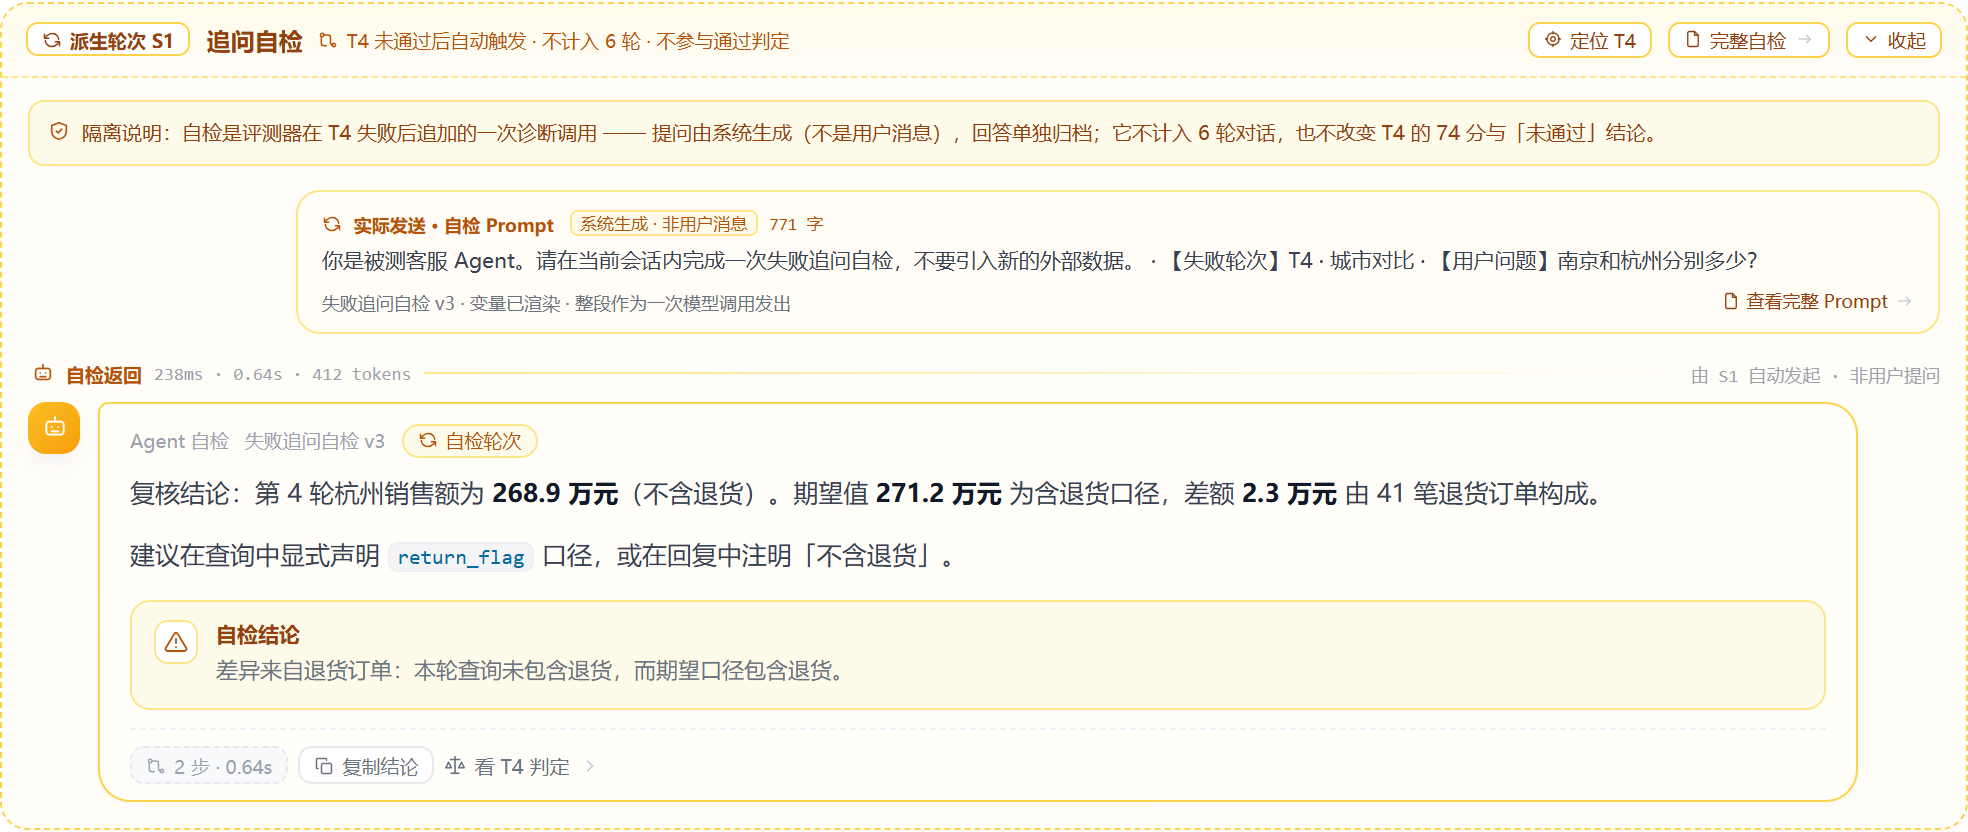 派生轮次 S1 追问自检 T4 未通过后自动触发 · 不计入 6 轮 · 不参与通过判定 定位 T4 完整自检 → 收起
隔离说明：自检是评测器在 T4 失败后追加的一次诊断调用 —— 提问由系统生成（不是用户消息），回答单独归档；它不计入 6 轮对话，也不改变 T4 的 74 分与「未通过」结论。
实际发送 • 自检 Prompt 系统生成 · 非用户消息 771 字
你是被测客服 Agent。请在当前会话内完成一次失败追问自检，不要引入新的外部数据。 · 【失败轮次】T4 · 城市对比 · 【用户问题】南京和杭州分别多少？
失败追问自检 v3 · 变量已渲染 · 整段作为一次模型调用发出 查看完整 Prompt →
自检返回 238ms · 0.64s · 412 tokens 由 S1 自动发起 · 非用户提问
Agent 自检 失败追问自检 v3 自检轮次
复核结论：第 4 轮杭州销售额为 268.9 万元（不含退货）。期望值 271.2 万元 为含退货口径，差额 2.3 万元 由 41 笔退货订单构成。
建议在查询中显式声明 return_flag 口径，或在回复中注明「不含退货」。
自检结论
差异来自退货订单：本轮查询未包含退货，而期望口径包含退货。
2 步 · 0.64s 复制结论 看 T4 判定